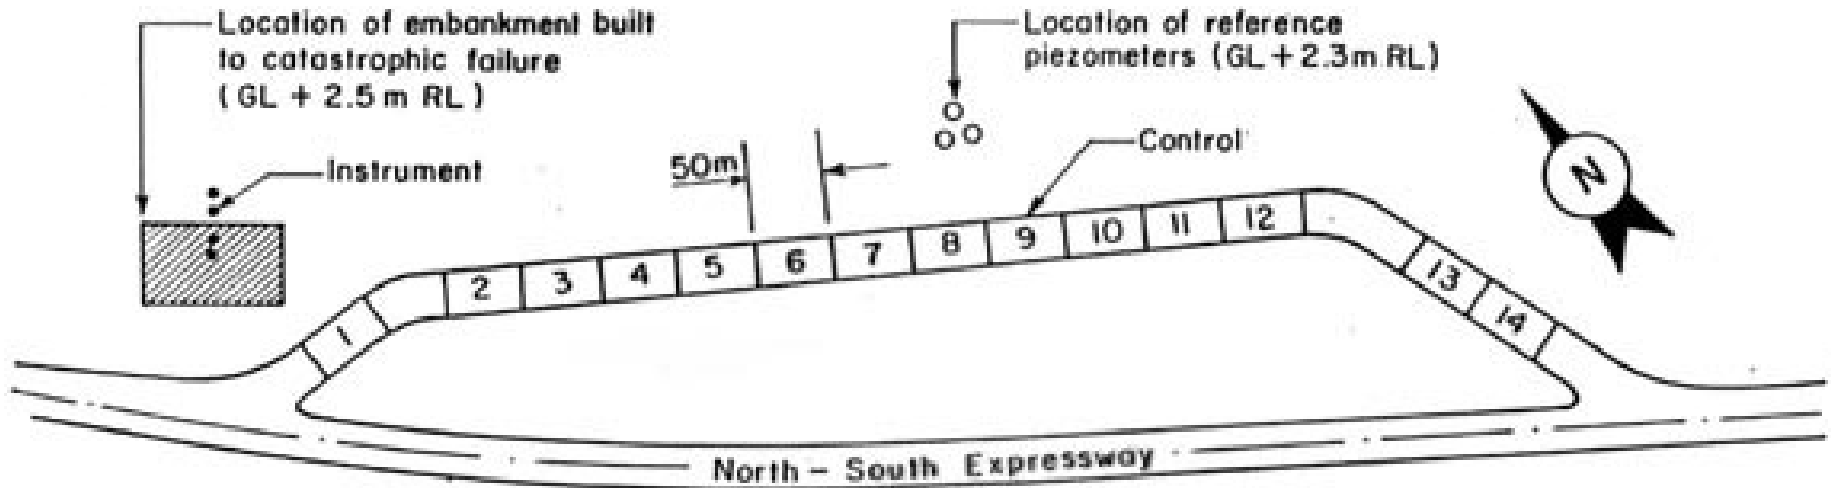 Location of embankment built
to catastrophic failure
(GL + 2.5 m RL)
Location of reference
piezometers (GL + 2.3m RL)
Instrument
50m
Control
N
1
2
3
4
5
6
7
8
9
10
11
12
13
14
North - South Expressway